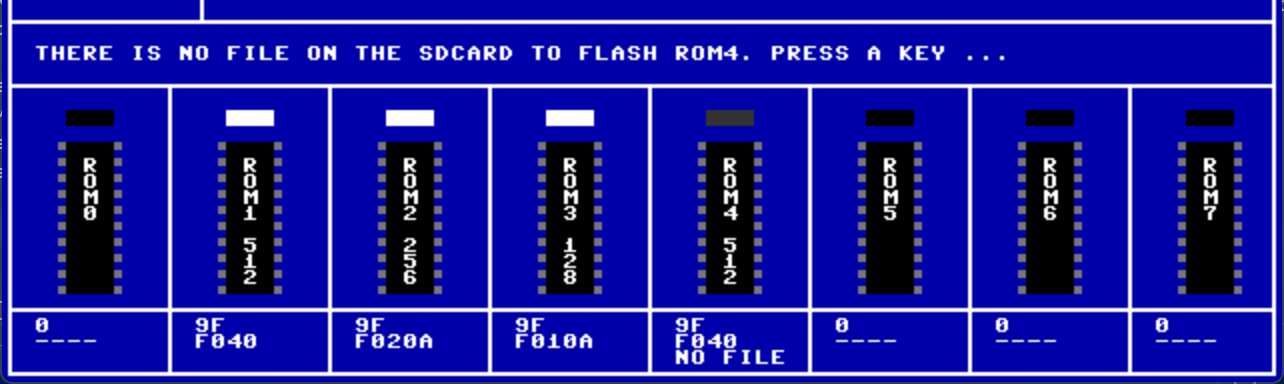 THERE IS NO FILE ON THE SDCARD TO FLASH ROM4. PRESS A KEY ...
ROM0
ROM1 512
ROM2 256
ROM3 128
ROM4 512
ROM5
ROM6
ROM7
0
----
9F
F040
9F
F020A
9F
F010A
9F
F040
NO FILE
0
----
0
----
0
----